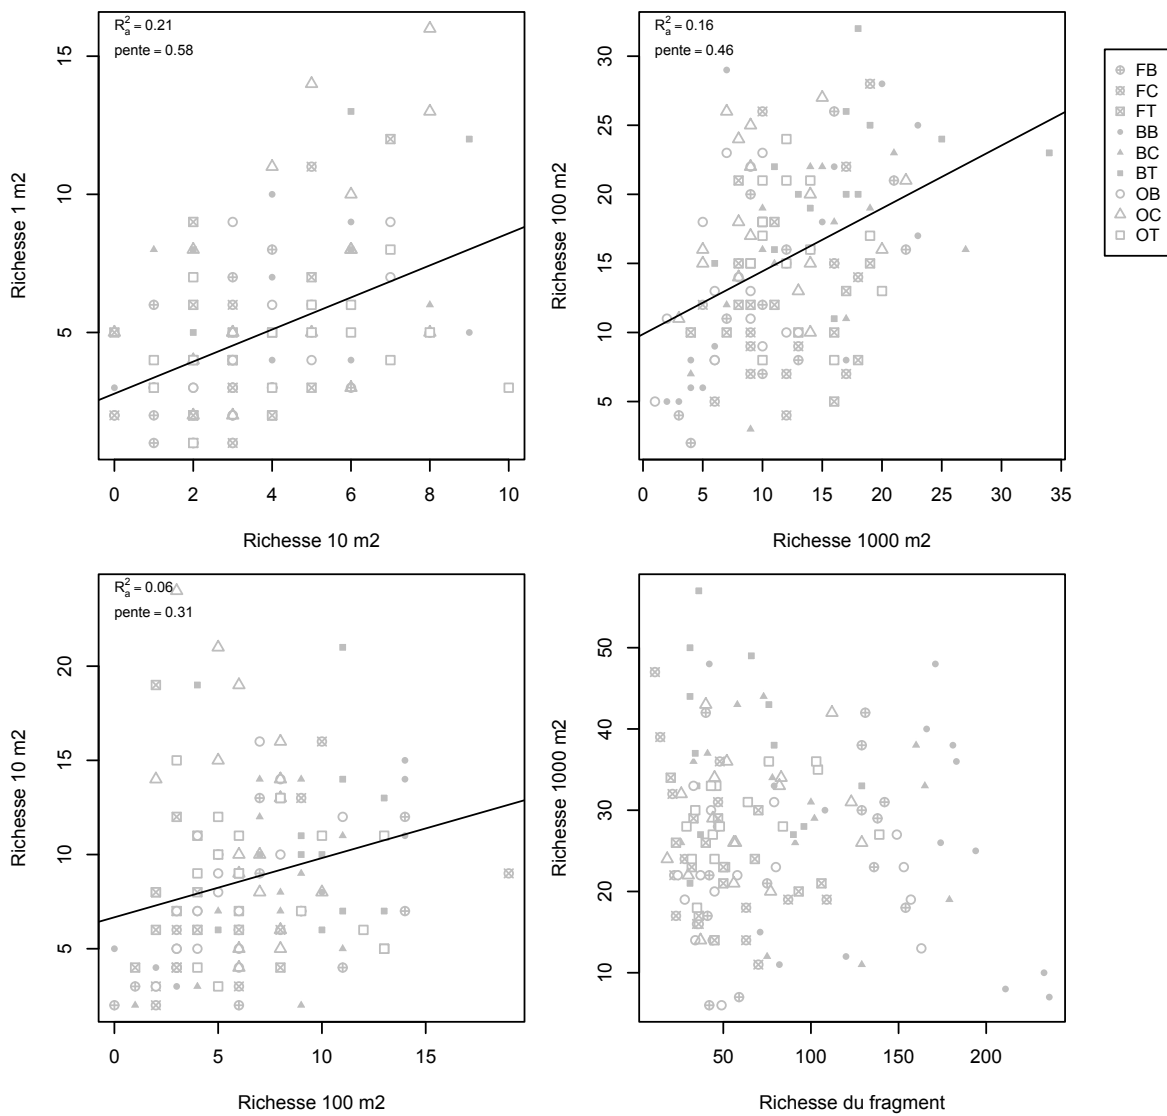 R²ₐ = 0.21
pente = 0.58
15
10
5
Richesse 1 m2
0 2 4 6 8 10
Richesse 10 m2
R²ₐ = 0.16
pente = 0.46
30
25
20
15
10
5
Richesse 100 m2
0 5 10 15 20 25 30 35
Richesse 1000 m2
FB
FC
FT
BB
BC
BT
OB
OC
OT
R²ₐ = 0.06
pente = 0.31
20
15
10
5
Richesse 10 m2
0 5 10 15
Richesse 100 m2
50
40
30
20
10
Richesse 1000 m2
50 100 150 200
Richesse du fragment